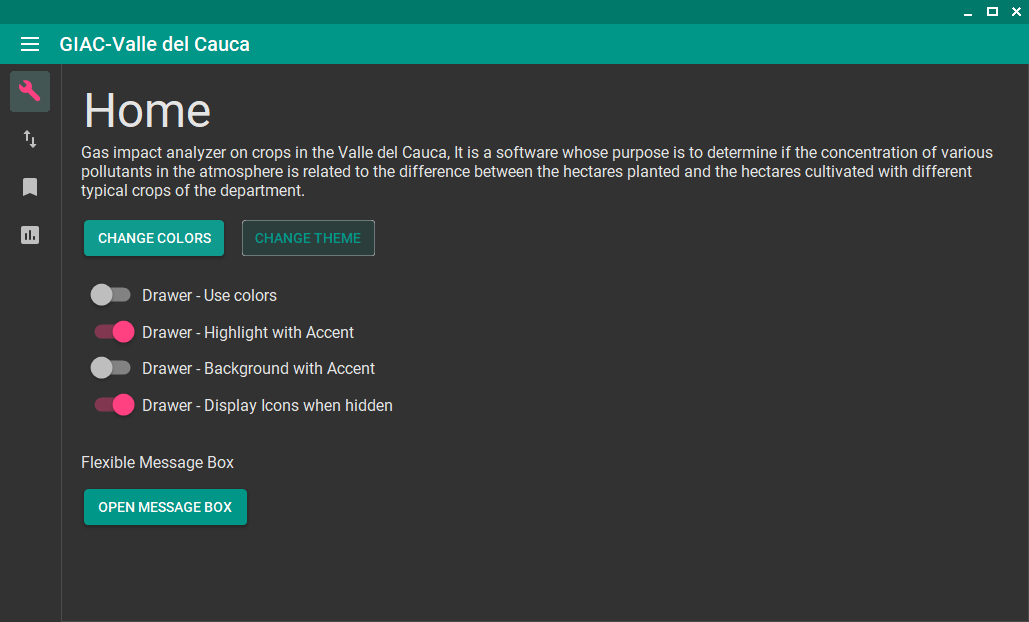 GIAC-Valle del Cauca
Home
Gas impact analyzer on crops in the Valle del Cauca, It is a software whose purpose is to determine if the concentration of various
pollutants in the atmosphere is related to the difference between the hectares planted and the hectares cultivated with different
typical crops of the department.
CHANGE COLORS
CHANGE THEME
Drawer - Use colors
Drawer - Highlight with Accent
Drawer - Background with Accent
Drawer - Display Icons when hidden
Flexible Message Box
OPEN MESSAGE BOX